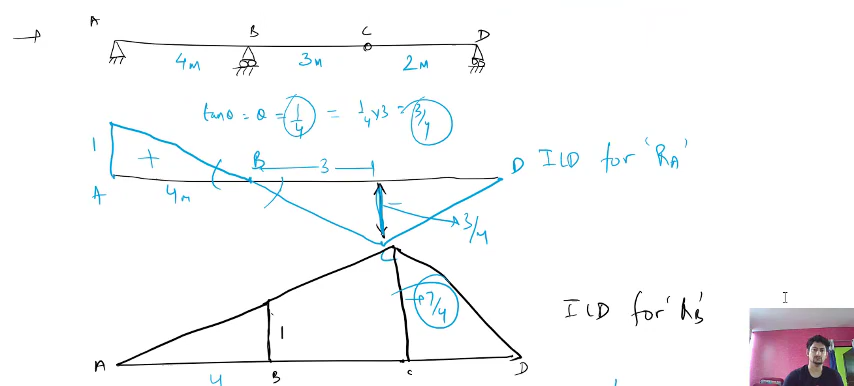 A B C D
4m 3m 2m
tanθ = θ = 1/4 = 1/4 x 3 = 3/4
1 + B 3 D ILD for 'RA'
A 4m - 3/4
C
7/4 ILD for 'RB'
1
A 4 B C D